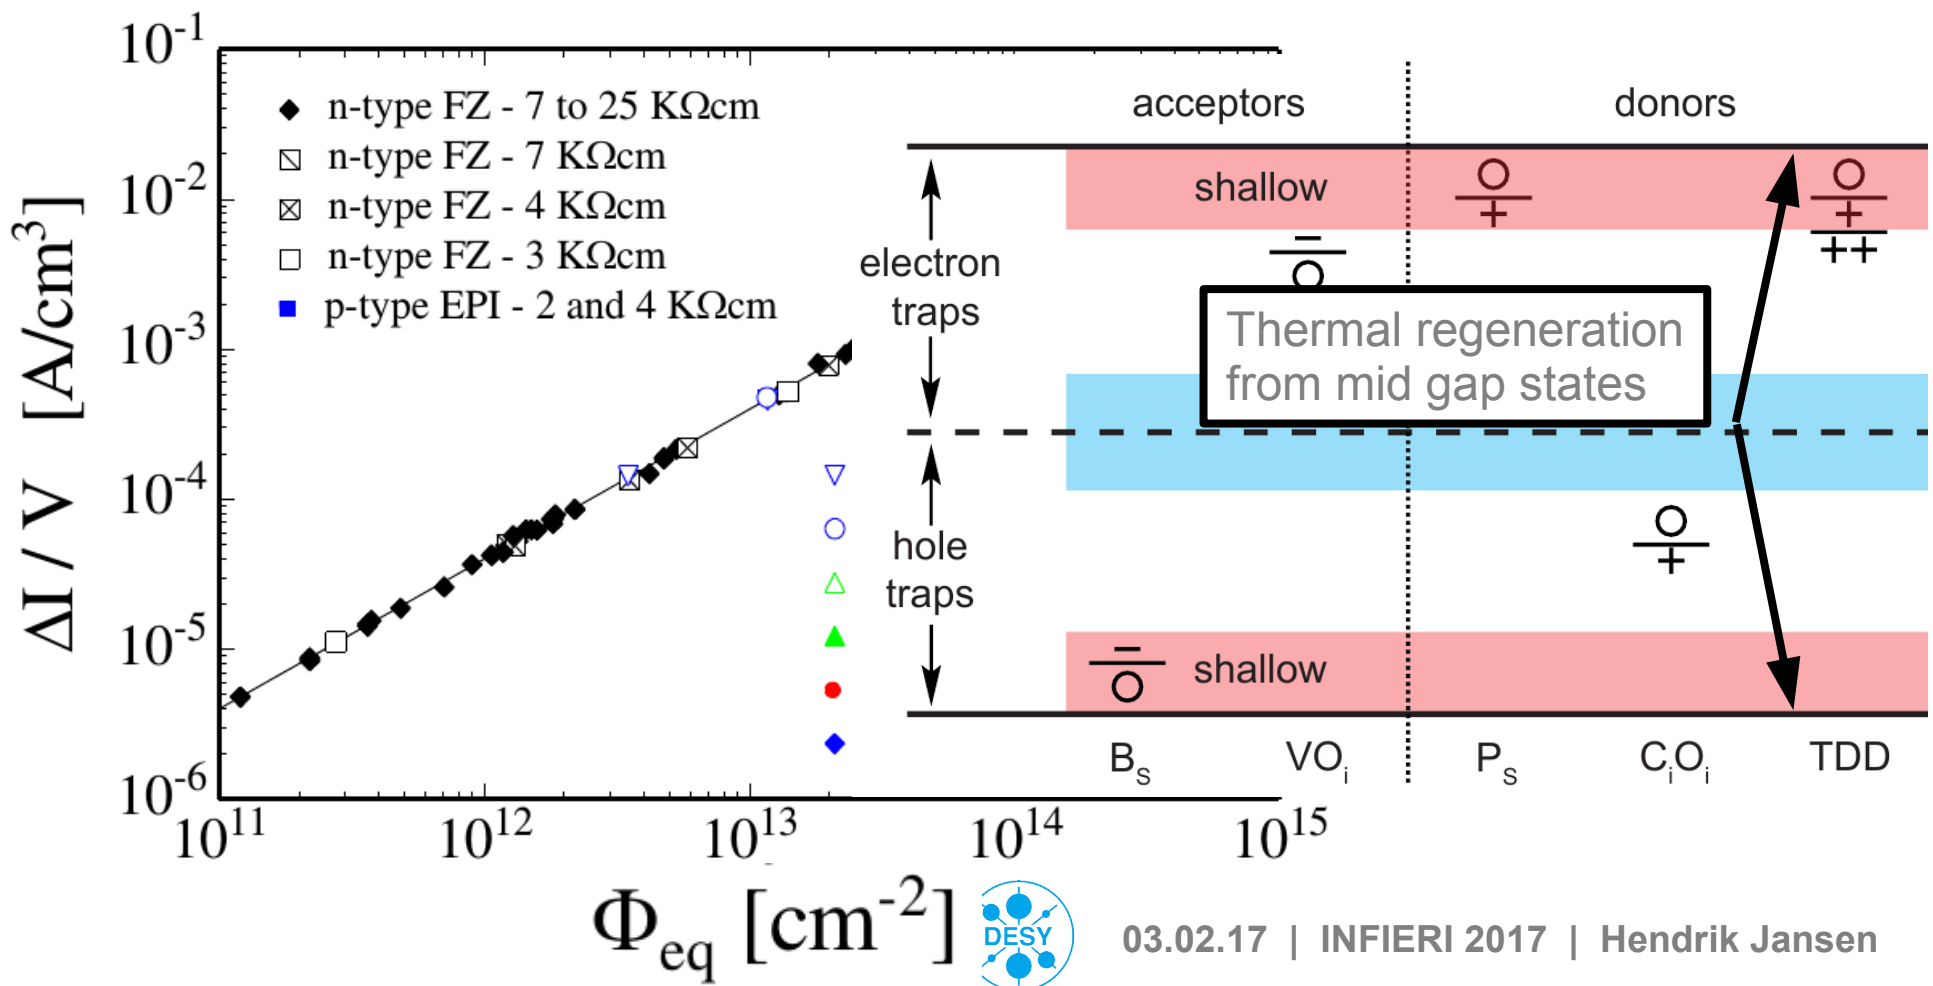 10-1
10-2
10-3
10-4
10-5
10-6
ΔI / V [A/cm3]
n-type FZ - 7 to 25 KΩcm
n-type FZ - 7 KΩcm
n-type FZ - 4 KΩcm
n-type FZ - 3 KΩcm
p-type EPI - 2 and 4 KΩcm
1011 1012 1013 1014 1015
Φeq [cm-2]
acceptors donors
shallow
electron
traps
hole
traps
shallow
O
+
O
+
++
−
O
Thermal regeneration
from mid gap states
O
+
−
O
BS VOi PS CiOi TDD
DESY
03.02.17 | INFIERI 2017 | Hendrik Jansen